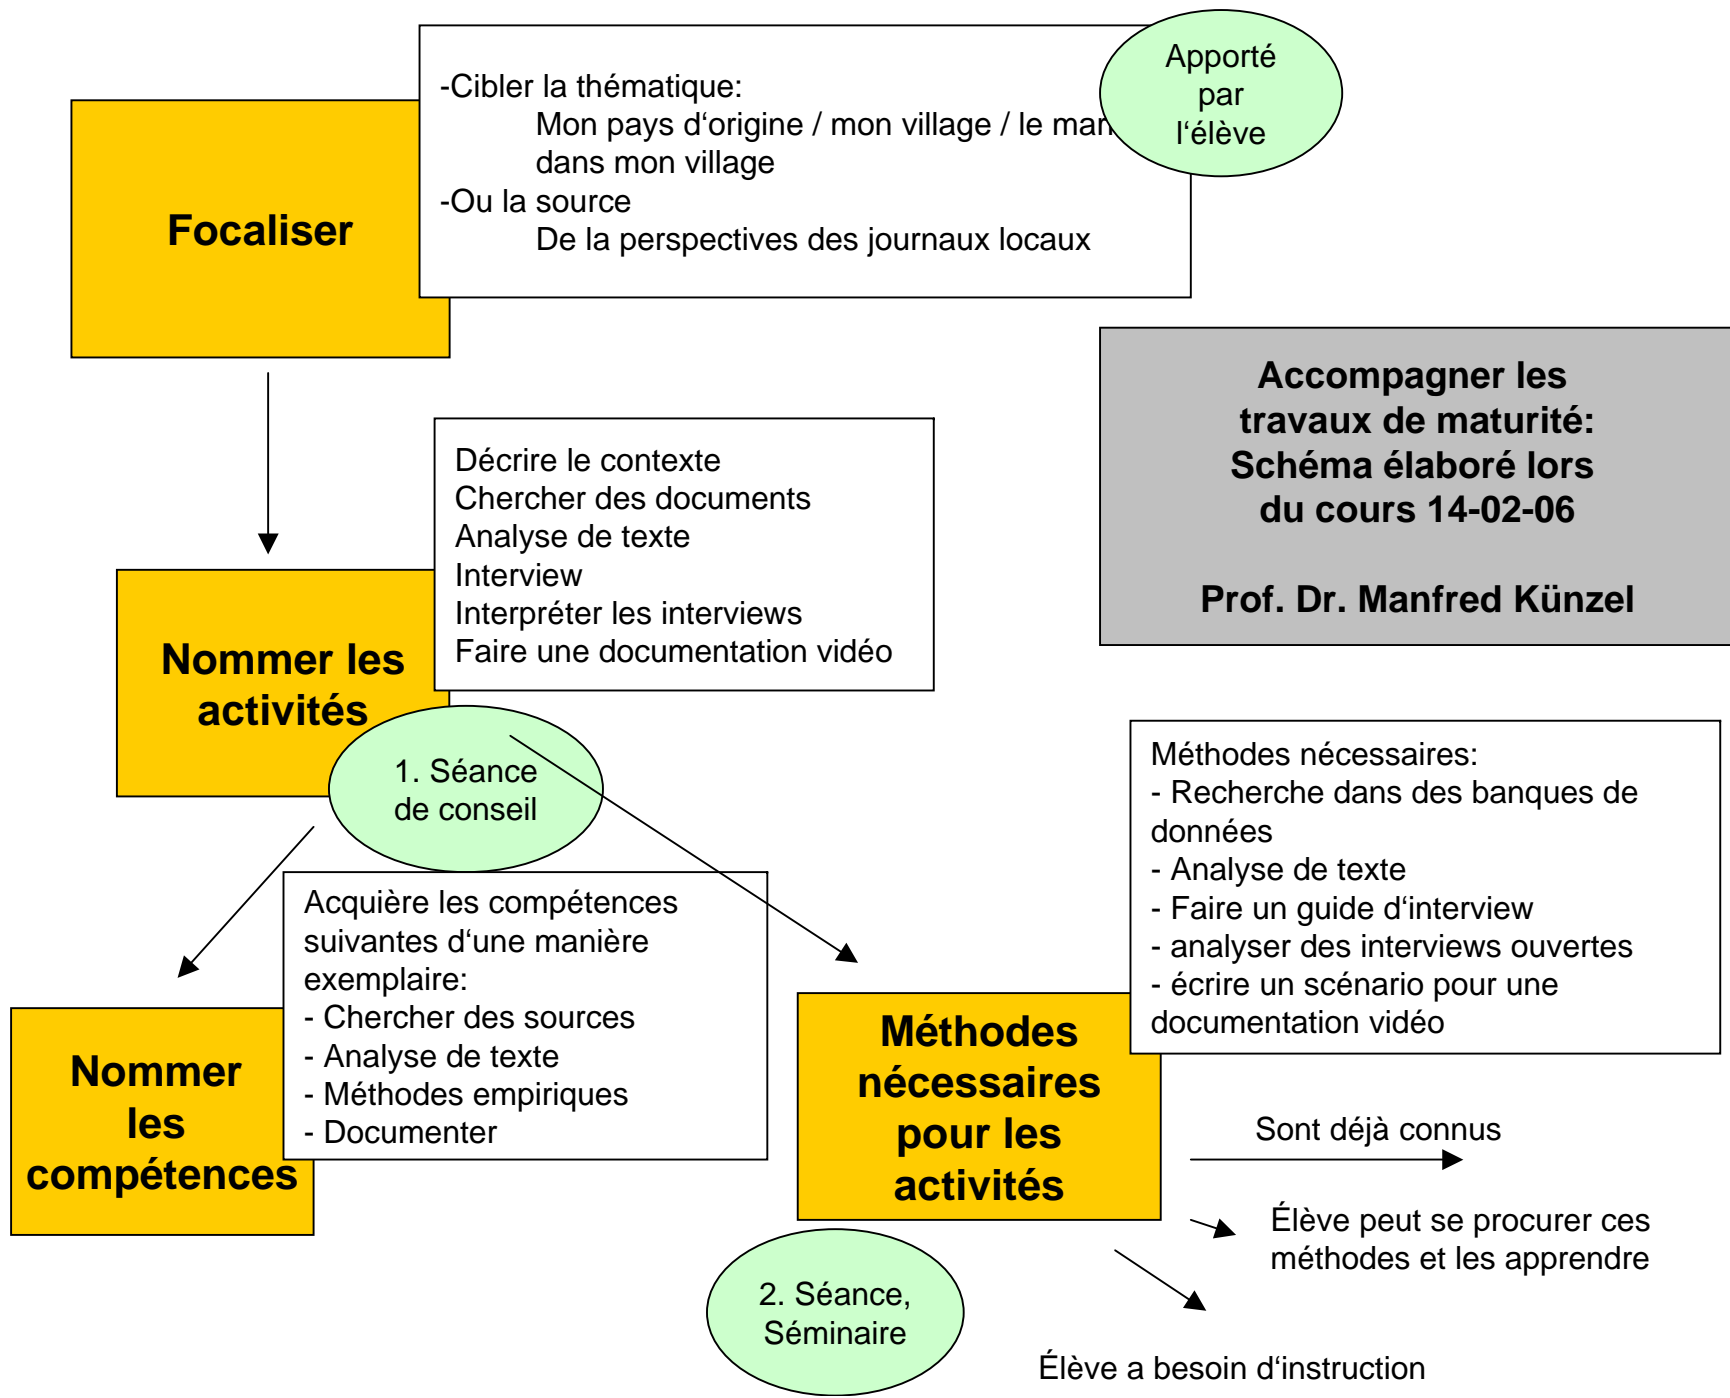 Apporté
par
l‘élève
-Cibler la thématique:
Mon pays d‘origine / mon village / le
dans mon village
-Ou la source
De la perspectives des journaux locaux
Focaliser
Accompagner les
travaux de maturité:
Schéma élaboré lors
du cours 14-02-06
Prof. Dr. Manfred Künzel
Décrire le contexte
Chercher des documents
Analyse de texte
Interview
Interpréter les interviews
Faire une documentation vidéo
Nommer les
activités
1. Séance
de conseil
Méthodes nécessaires:
- Recherche dans des banques de
données
- Analyse de texte
- Faire un guide d‘interview
- analyser des interviews ouvertes
- écrire un scénario pour une
documentation vidéo
Acquière les compétences
suivantes d‘une manière
exemplaire:
- Chercher des sources
- Analyse de texte
- Méthodes empiriques
- Documenter
Nommer
les
compétences
Méthodes
nécessaires
pour les
activités
Sont déjà connus
Élève peut se procurer ces
méthodes et les apprendre
2. Séance,
Séminaire
Élève a besoin d‘instruction